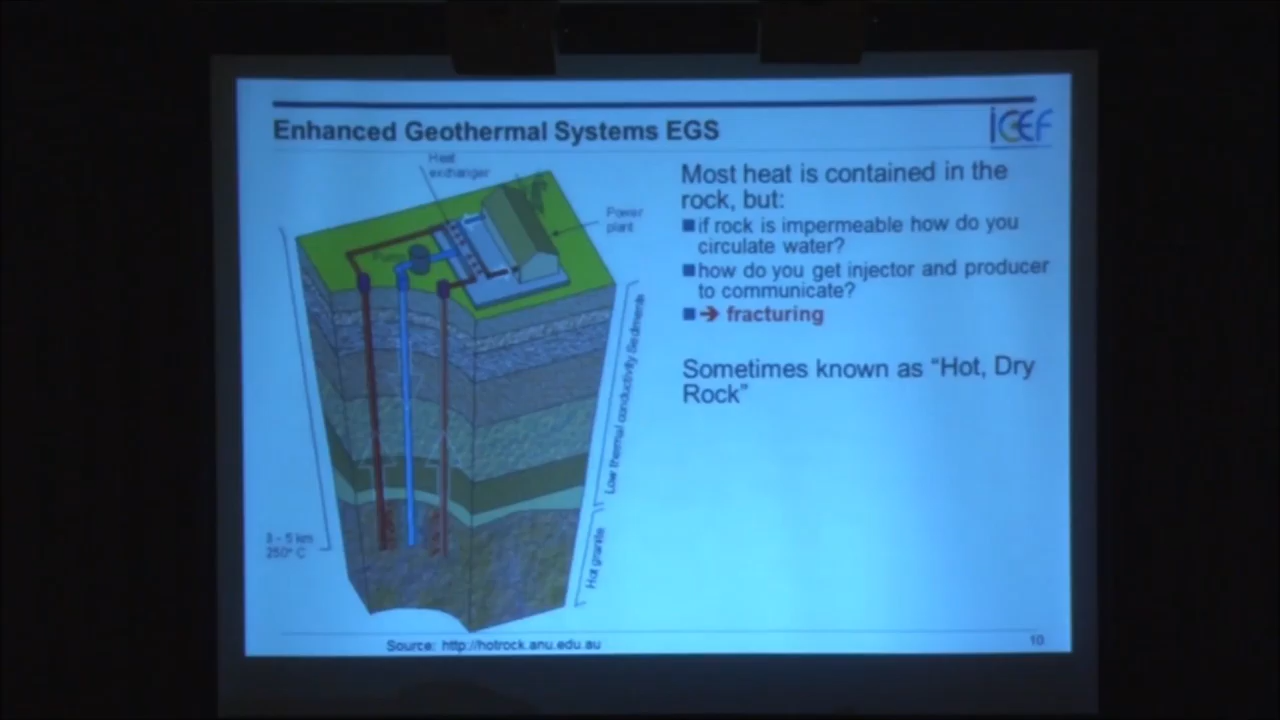 Enhanced Geothermal Systems EGS
iGEF
Heat
exchanger
Power
plant
Pump
Low thermal conductivity Sediments
Hot granite
3 - 5 km
250° C
Most heat is contained in the
rock, but:
if rock is impermeable how do you
circulate water?
how do you get injector and producer
to communicate?
➔ fracturing
Sometimes known as “Hot, Dry
Rock”
Source: http://hotrock.anu.edu.au
10